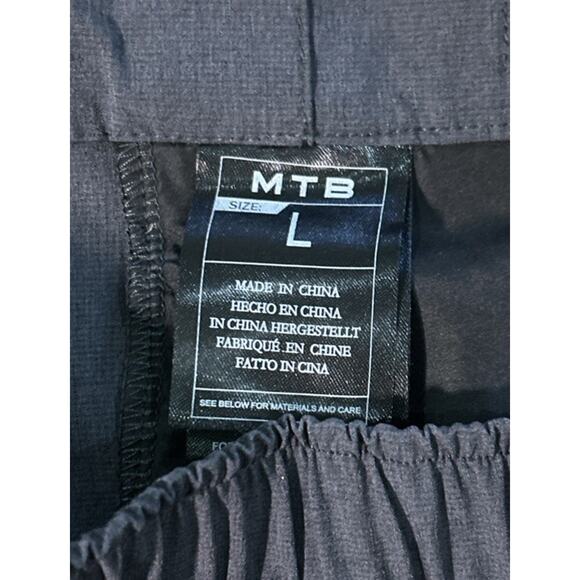 MTB
SIZE:
L
MADE IN CHINA
HECHO EN CHINA
IN CHINA HERGESTELLT
FABRIQUÉ.EN CHINE
FATTO IN CINA
SEE BELOW FOR MATERIALS AND CARE